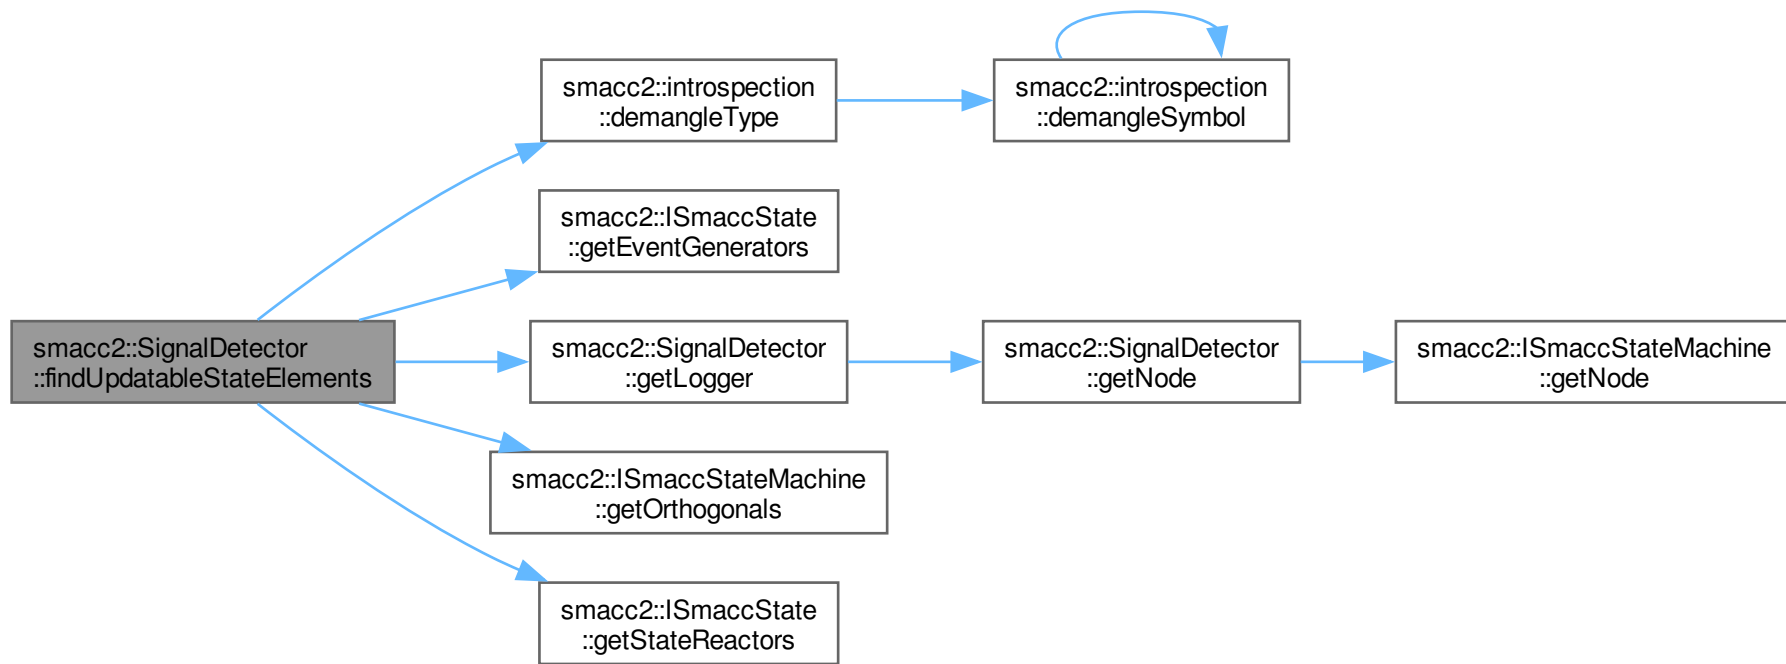 smacc2::introspection
::demangleType
smacc2::introspection
::demangleSymbol
smacc2::ISmaccState
::getEventGenerators
smacc2::SignalDetector
::findUpdatableStateElements
smacc2::SignalDetector
::getLogger
smacc2::SignalDetector
::getNode
smacc2::ISmaccStateMachine
::getNode
smacc2::ISmaccStateMachine
::getOrthogonals
smacc2::ISmaccState
::getStateReactors